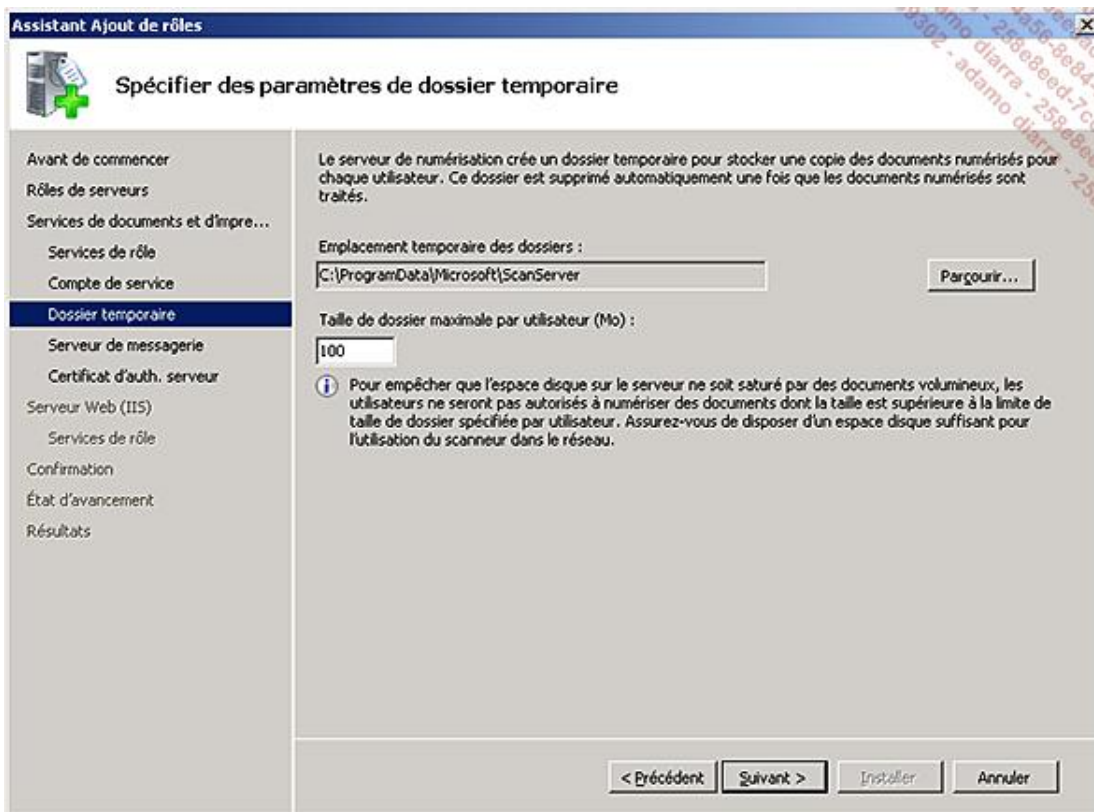 Assistant Ajout de rôles
Spécifier des paramètres de dossier temporaire
Avant de commencer
Rôles de serveurs
Services de documents et d'impre...
Services de rôle
Compte de service
Dossier temporaire
Serveur de messagerie
Certificat d'auth. serveur
Serveur Web (IIS)
Services de rôle
Confirmation
État d'avancement
Résultats
Le serveur de numérisation crée un dossier temporaire pour stocker une copie des documents numérisés pour
chaque utilisateur. Ce dossier est supprimé automatiquement une fois que les documents numérisés sont
traités.
Emplacement temporaire des dossiers :
C:\ProgramData\Microsoft\ScanServer
Parcourir...
Taille de dossier maximale par utilisateur (Mo) :
100
Pour empêcher que l'espace disque sur le serveur ne soit saturé par des documents volumineux, les
utilisateurs ne seront pas autorisés à numériser des documents dont la taille est supérieure à la limite de
taille de dossier spécifiée par utilisateur. Assurez-vous de disposer d'un espace disque suffisant pour
l'utilisation du scanneur dans le réseau.
< Précédent
Suivant >
Installer
Annuler
adamo diarra